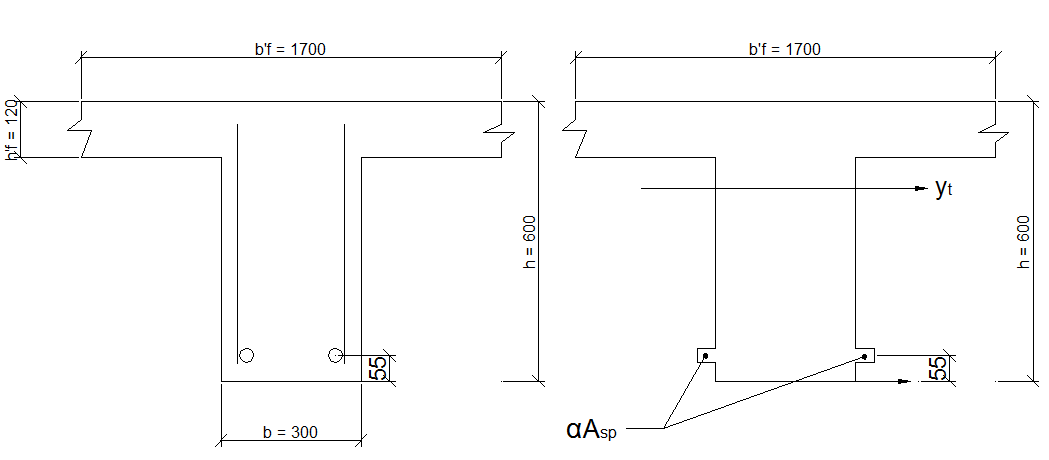 b'f = 1700
h'f = 120
h = 600
55
b = 300
b'f = 1700
yt
h = 600
55
αAsp